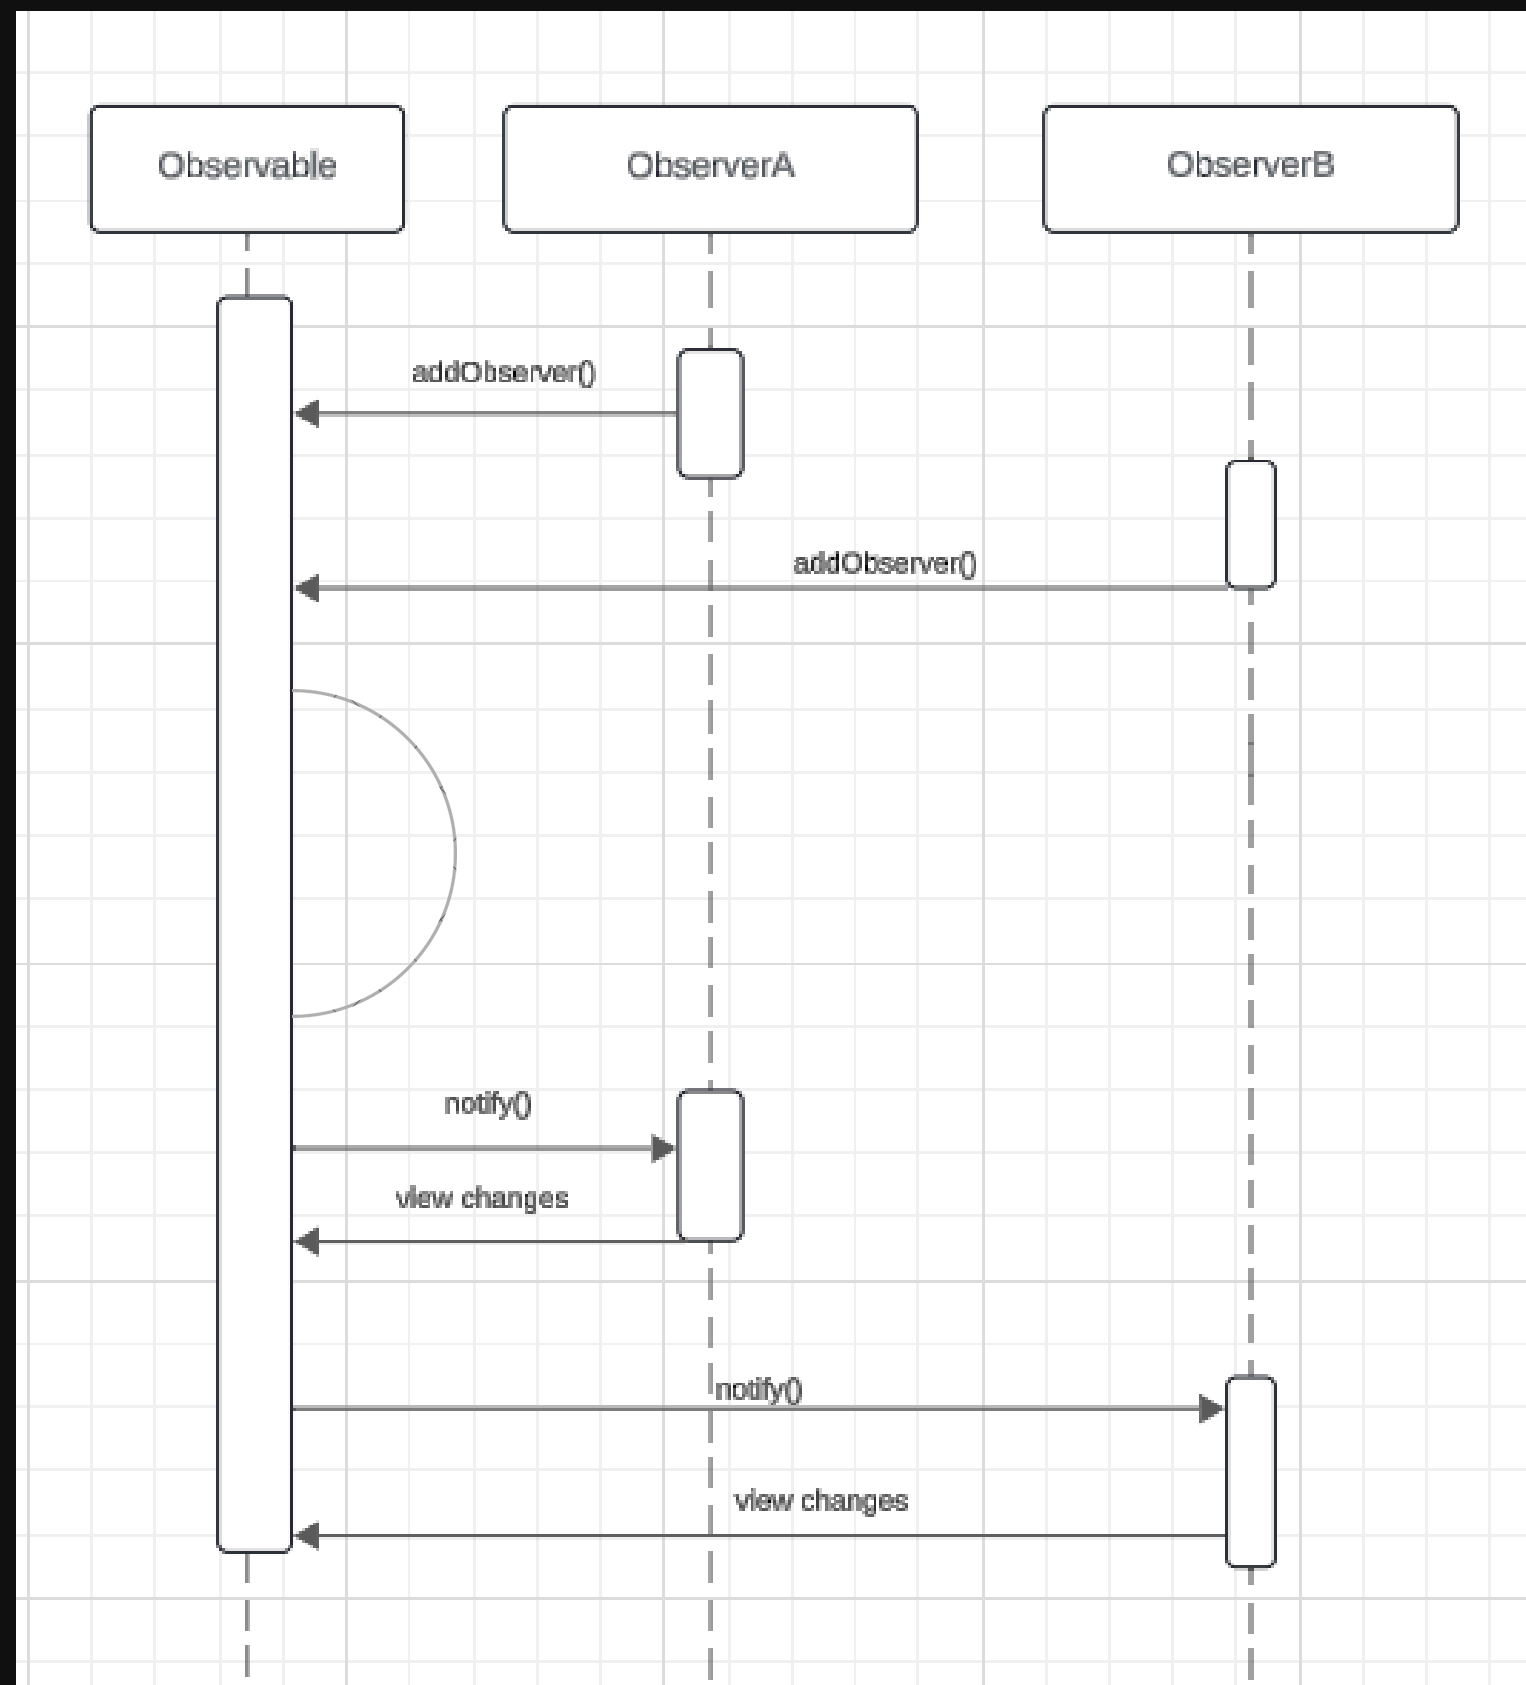 Observable
ObserverA
ObserverB
addObserver()
addObserver()
notify()
view changes
notify()
view changes